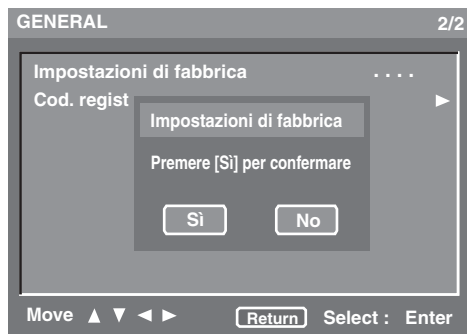 GENERAL 2/2
Impostazioni di fabbrica . . . .
Cod. regist ►
Impostazioni di fabbrica
Premere [Sì] per confermare
Sì No
Move ▲ ▼ ◄ ► Return Select : Enter